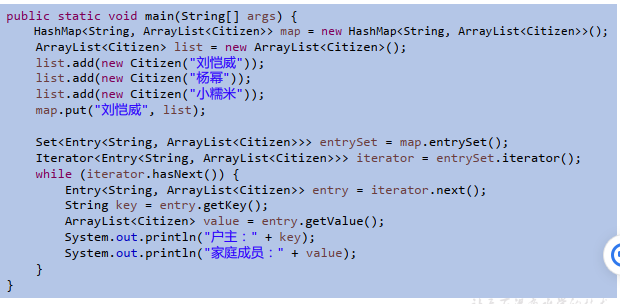 public static void main(String[] args) {
    HashMap<String, ArrayList<Citizen>> map = new HashMap<String, ArrayList<Citizen>>();
    ArrayList<Citizen> list = new ArrayList<Citizen>();
    list.add(new Citizen("刘恺威"));
    list.add(new Citizen("杨幂"));
    list.add(new Citizen("小糯米"));
    map.put("刘恺威", list);

    Set<Entry<String, ArrayList<Citizen>>> entrySet = map.entrySet();
    Iterator<Entry<String, ArrayList<Citizen>>> iterator = entrySet.iterator();
    while (iterator.hasNext()) {
        Entry<String, ArrayList<Citizen>> entry = iterator.next();
        String key = entry.getKey();
        ArrayList<Citizen> value = entry.getValue();
        System.out.println("户主：" + key);
        System.out.println("家庭成员：" + value);
    }
}